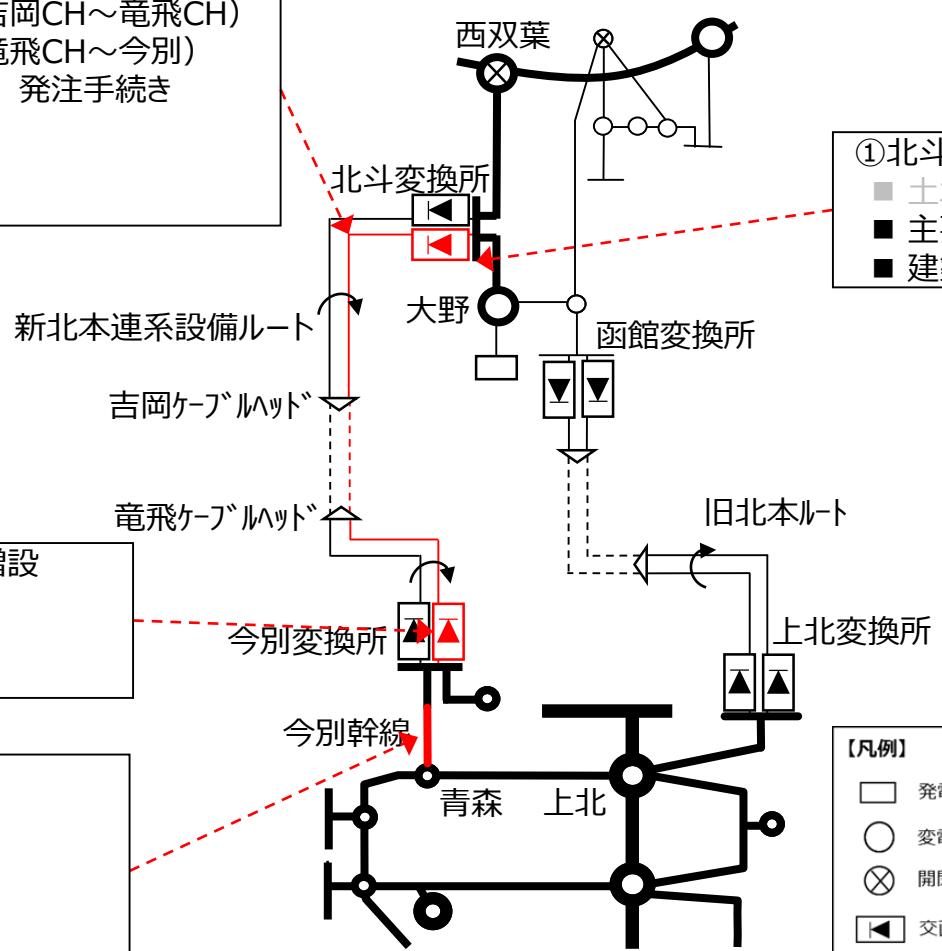 吉岡CH～竜飛CH）
竜飛CH～今別）
発注手続き
西双葉
北斗変換所
①北斗
■ 土
■ 主
■ 建
新北本連系設備ルート
大野
函館変換所
吉岡ｹｰﾌﾞﾙﾍｯﾄﾞ
竜飛ｹｰﾌﾞﾙﾍｯﾄﾞ
旧北本ﾙｰﾄ
増設
今別変換所
上北変換所
今別幹線
青森
上北
【凡例】
発電
変電
開閉
交直